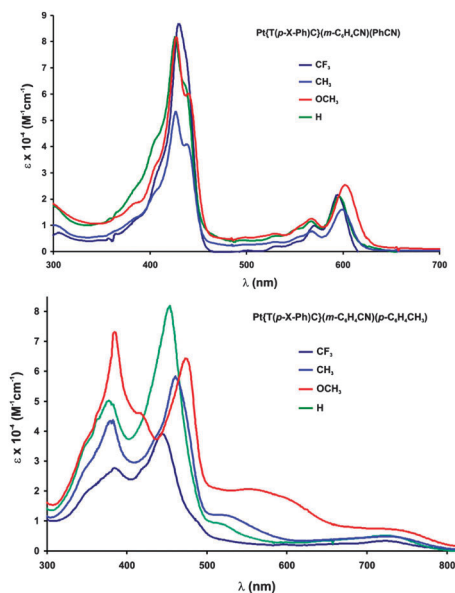 Pt{T(p-X-Ph)C}(m-C₆H₄CN)(PhCN)
CF₃
CH₃
OCH₃
H
ε x 10⁻⁴ (M⁻¹cm⁻¹)
9
8
7
6
5
4
3
2
1
0
300 400 500 600 700
λ (nm)
Pt{T(p-X-Ph)C}(m-C₆H₄CN)(p-C₆H₄CH₃)
CF₃
CH₃
OCH₃
H
ε x 10⁻⁴ (M⁻¹cm⁻¹)
9
8
7
6
5
4
3
2
1
0
300 400 500 600 700 800
λ (nm)